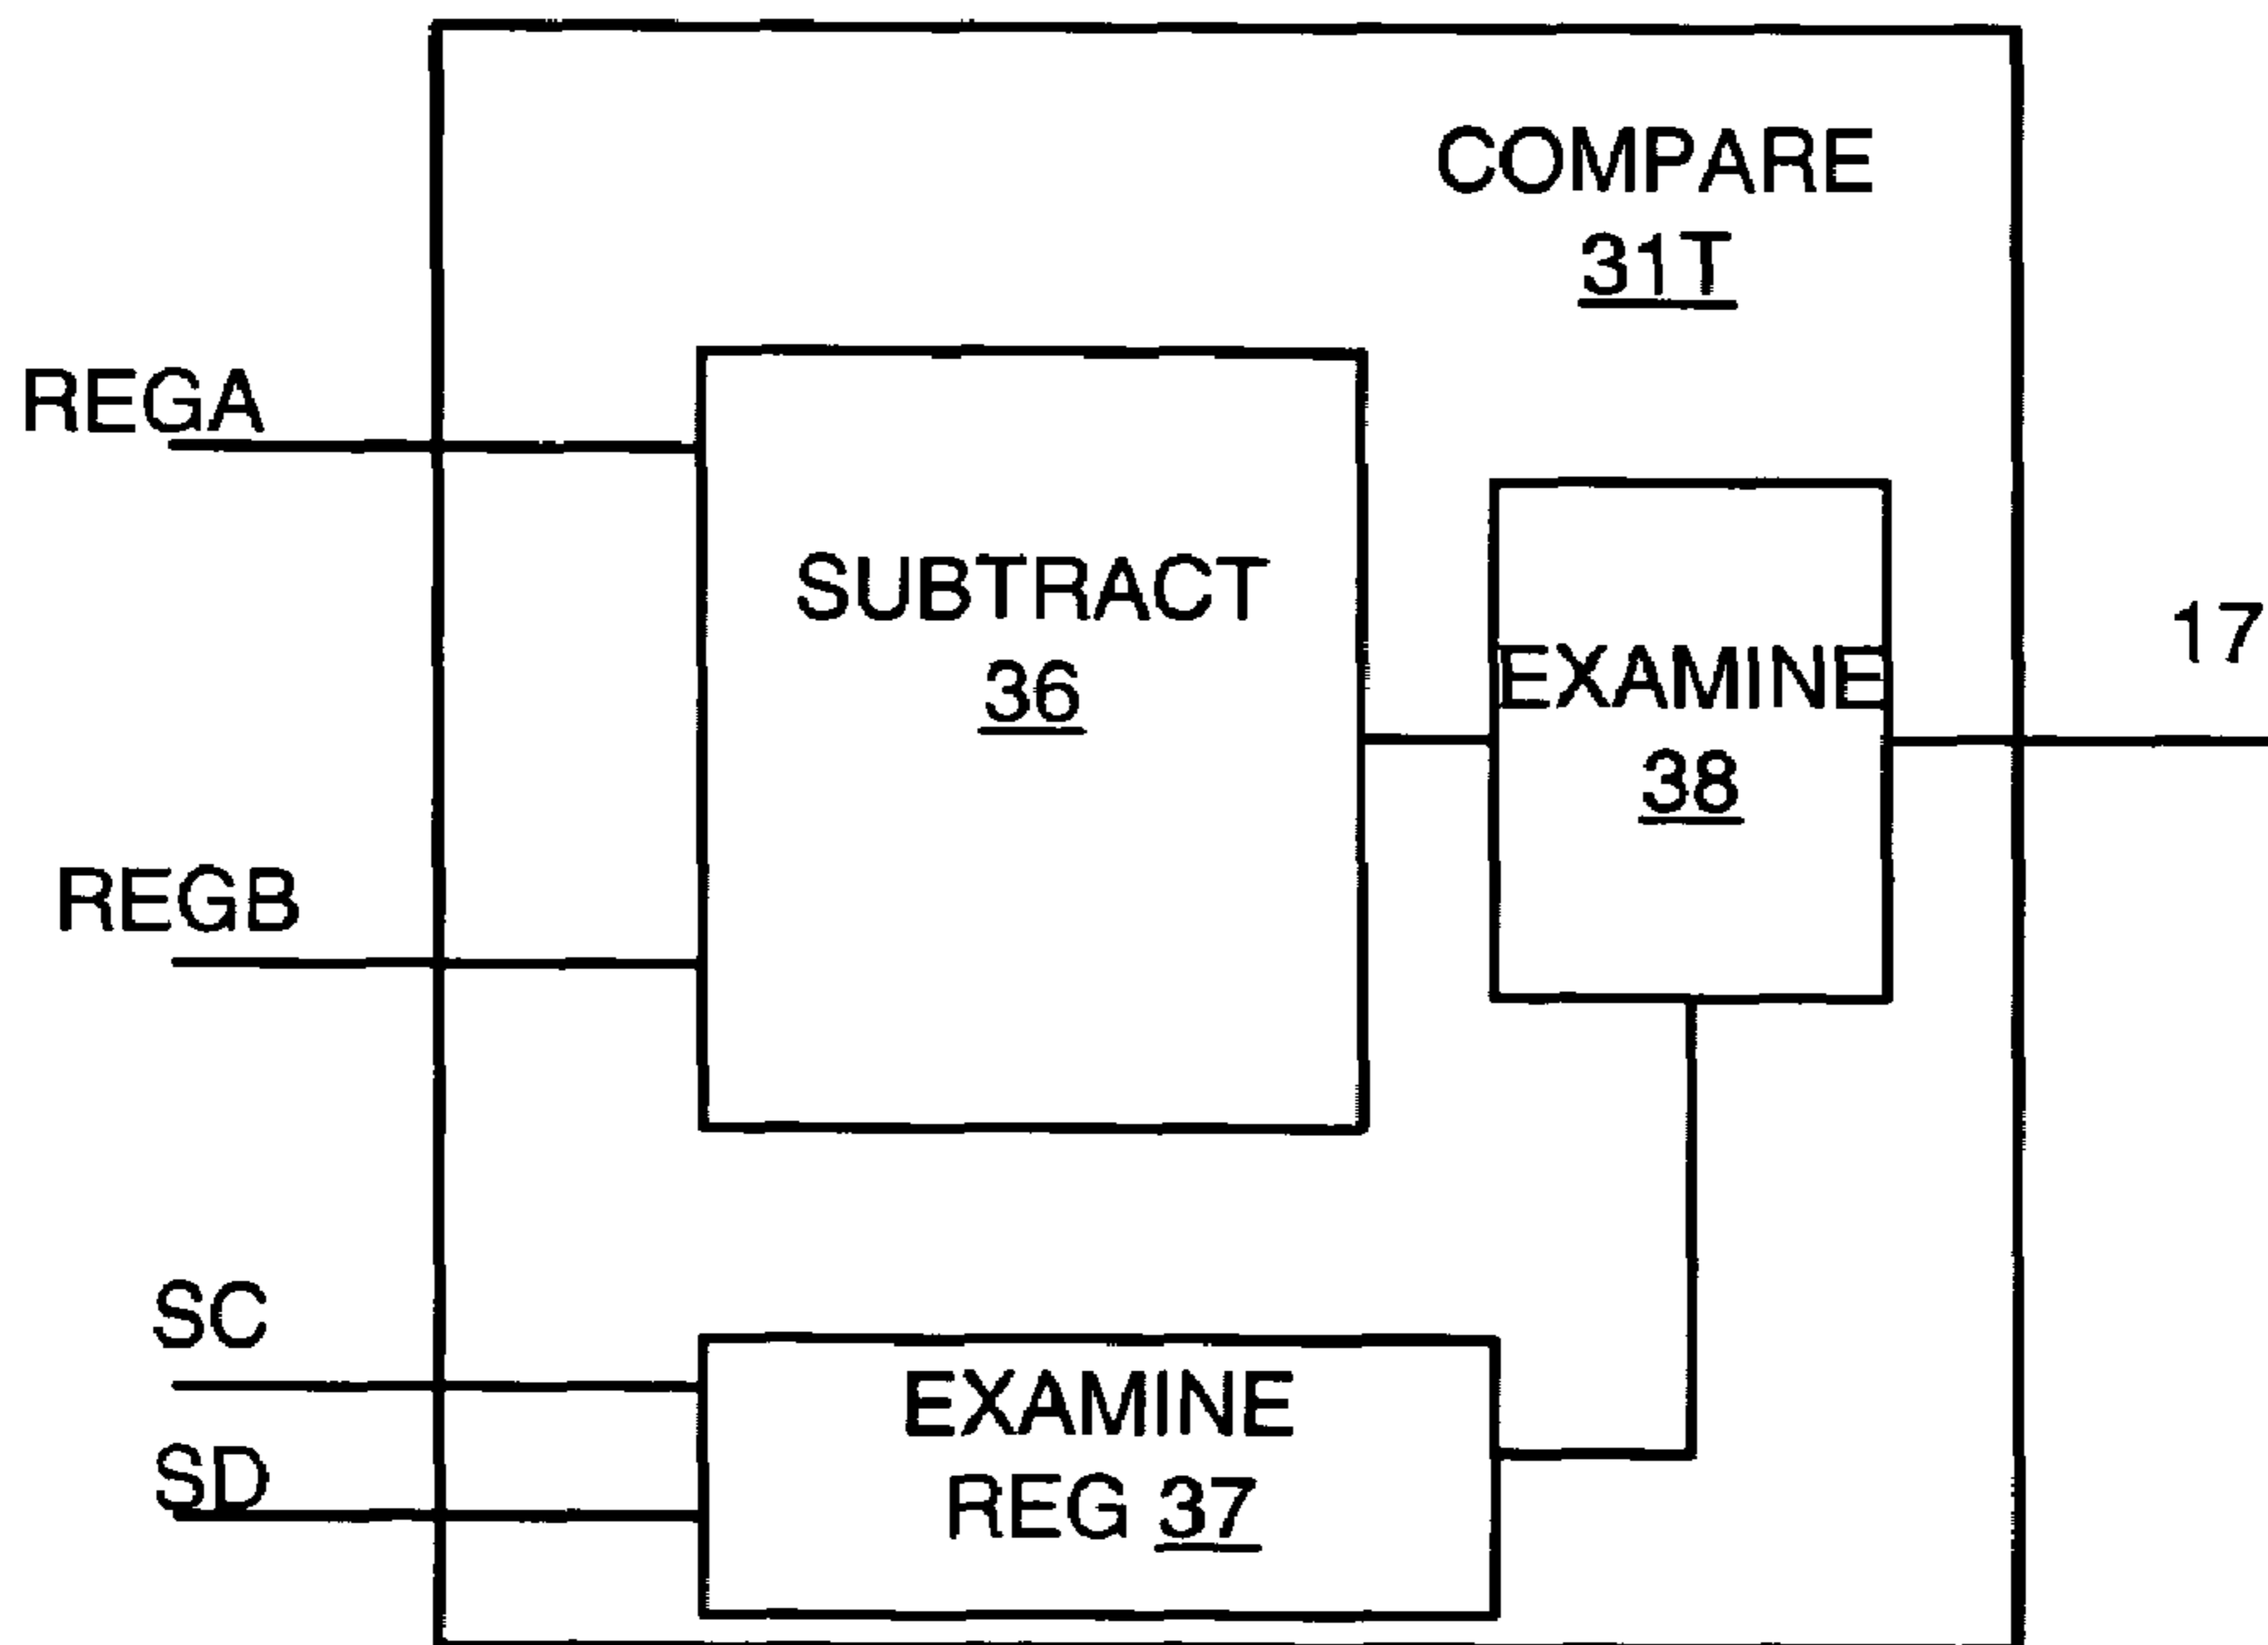 COMPARE
31T
REGA
SUBTRACT
36
EXAMINE
38
17
REGB
SC
SD
EXAMINE
REG 37